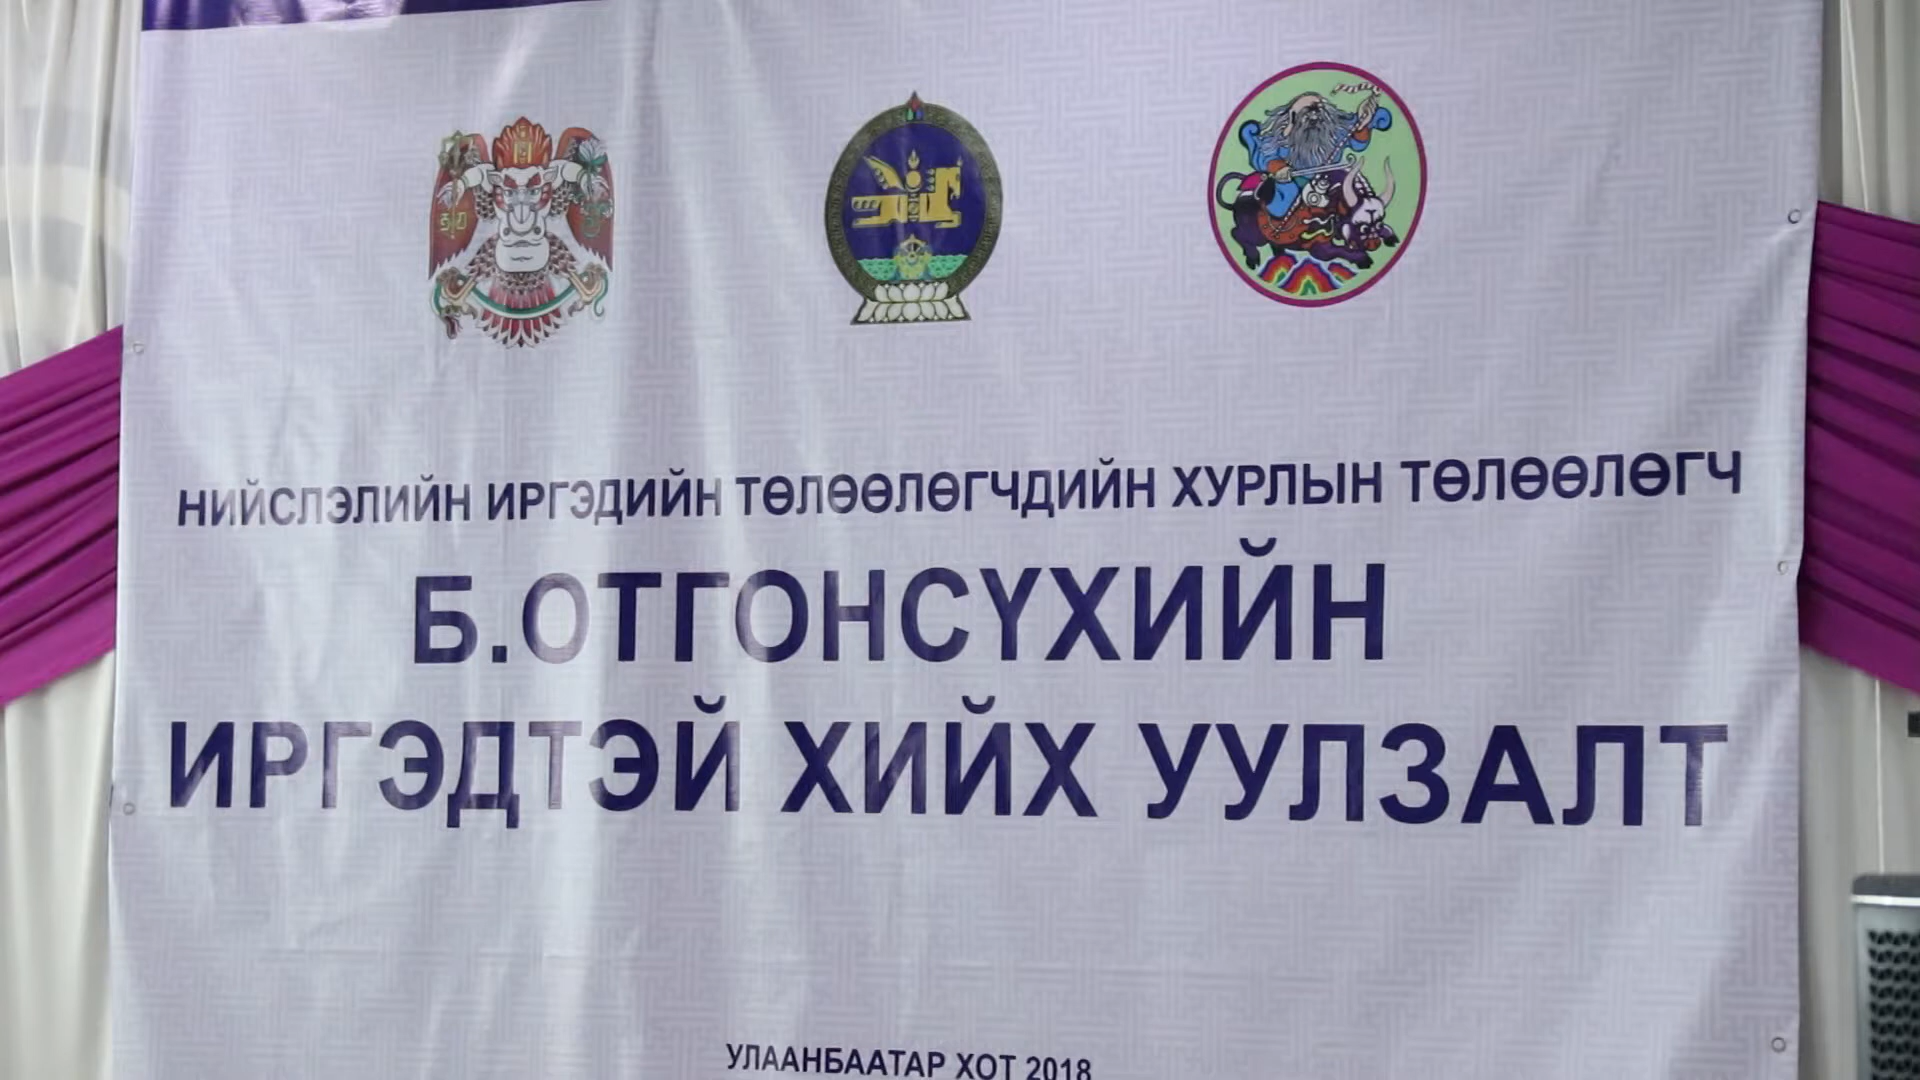 НИЙСЛЭЛИЙН ИРГЭДИЙН ТӨЛӨӨЛӨГЧДИЙН ХУРЛЫН ТӨЛӨӨЛӨГЧ
Б.ОТГОНСҮХИЙН
ИРГЭДТЭЙ ХИЙХ УУЛЗАЛТ
УЛААНБААТАР ХОТ 2018